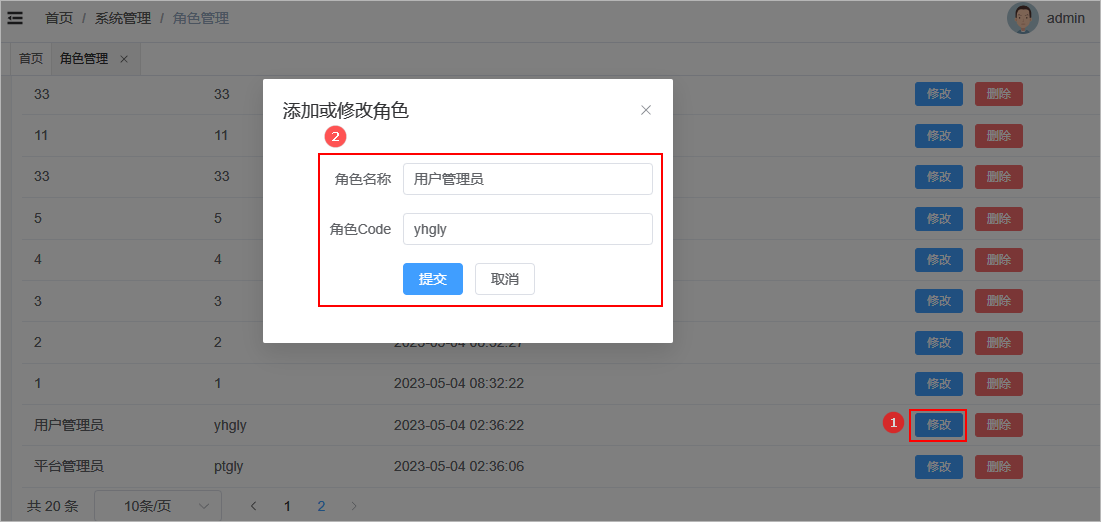 首页 / 系统管理 / 角色管理
admin
首页 角色管理 ×
33 33 修改 删除
添加或修改角色 ×
2
11 11 修改 删除
33 33 修改 删除
角色名称 用户管理员
5 5 修改 删除
角色Code yhgly
4 4 修改 删除
提交 取消
3 3 修改 删除
2 2 2023-05-04 08:32:27 修改 删除
1 1 2023-05-04 08:32:22 修改 删除
用户管理员 yhgly 2023-05-04 02:36:22 1 修改 删除
平台管理员 ptgly 2023-05-04 02:36:06 修改 删除
共 20 条 10条/页 < 1 2 >